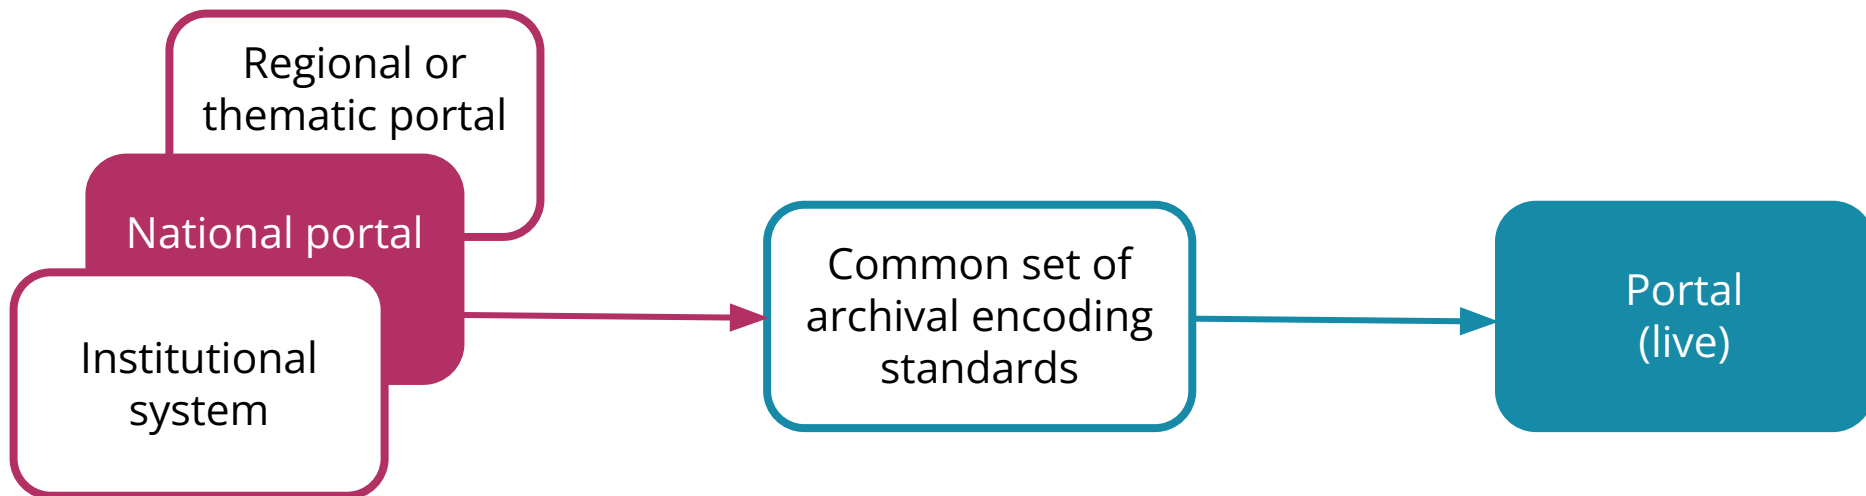 Regional or
thematic portal
National portal
Institutional
system
Common set of
archival encoding
standards
Portal
(live)